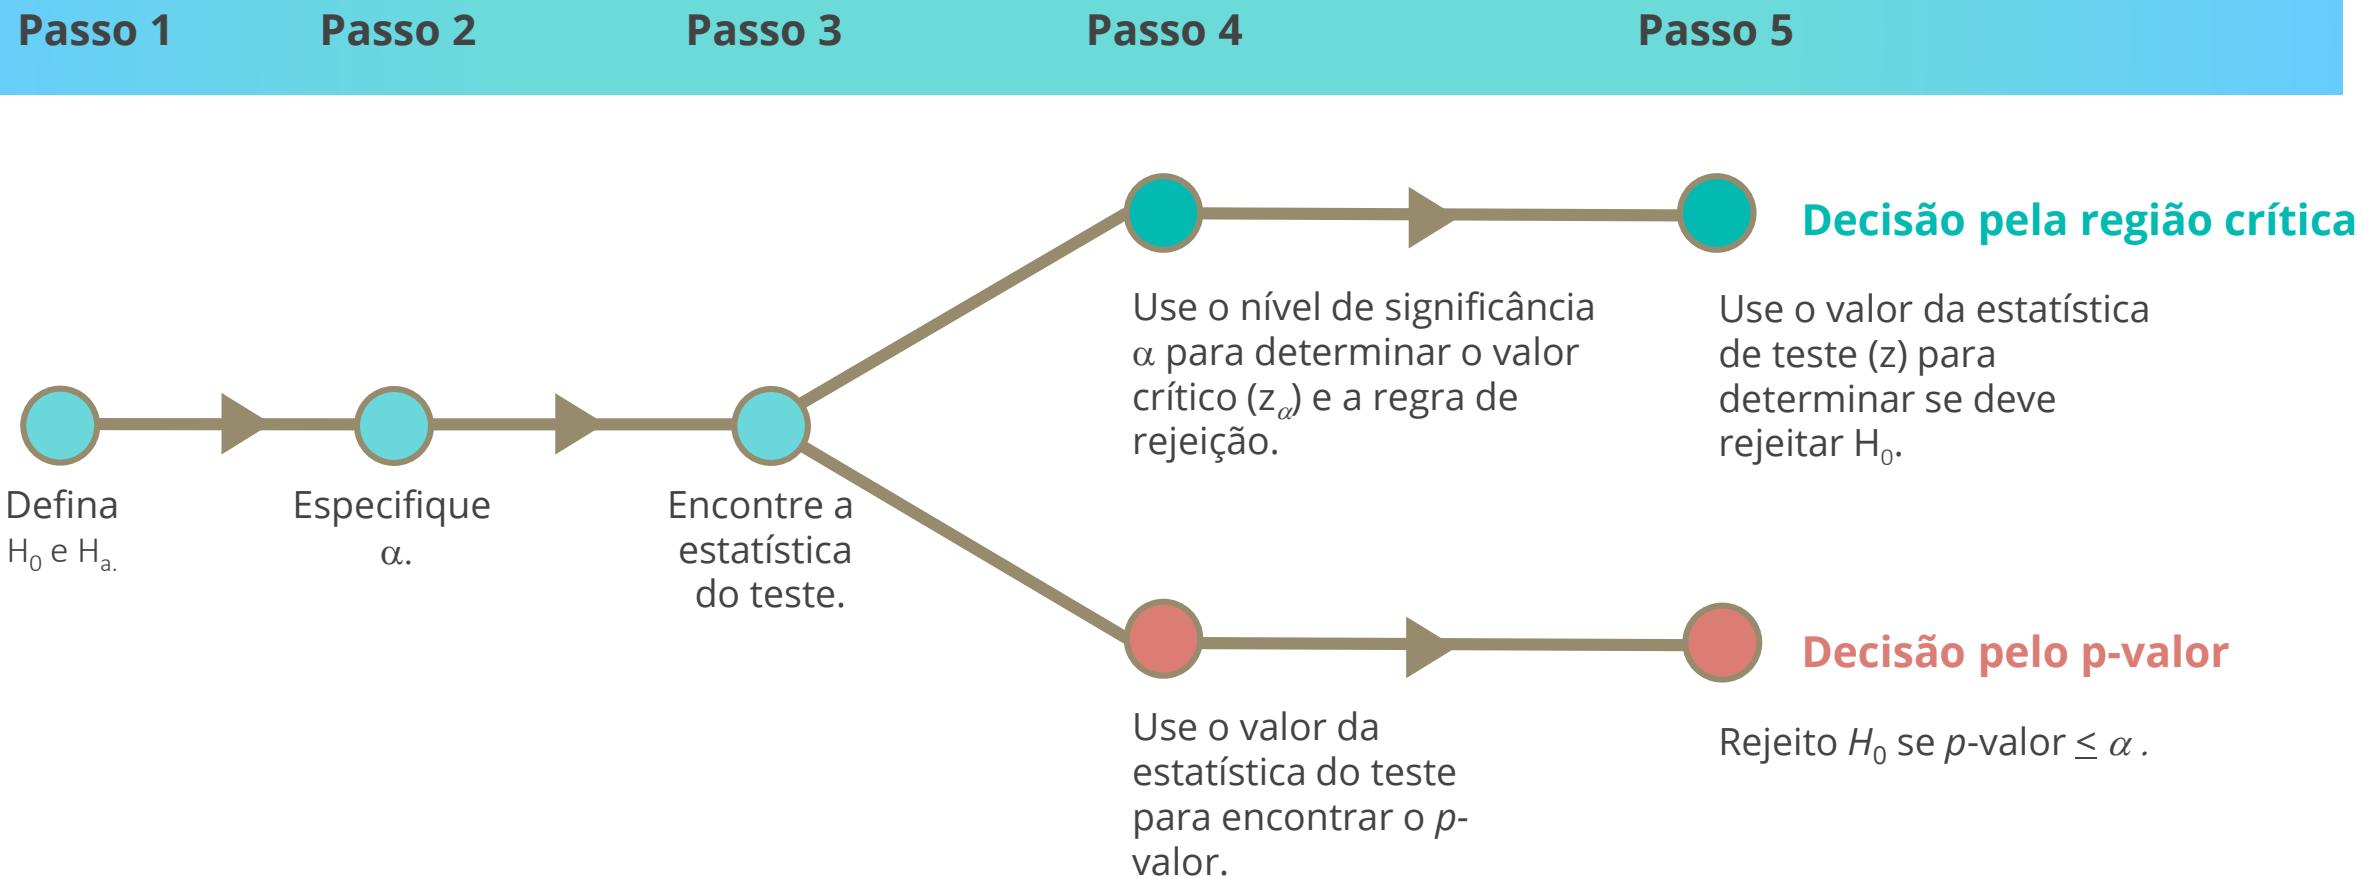 Passo 1
Passo 2
Passo 3
Passo 4
Passo 5
Defina
H₀ e Hₐ.
Especifique
α.
Encontre a
estatística
do teste.
Use o nível de significância
α para determinar o valor
crítico (z_α) e a regra de
rejeição.
Decisão pela região crítica
Use o valor da estatística
de teste (z) para
determinar se deve
rejeitar H₀.
Use o valor da
estatística do teste
para encontrar o p-
valor.
Decisão pelo p-valor
Rejeito H₀ se p-valor ≤ α .